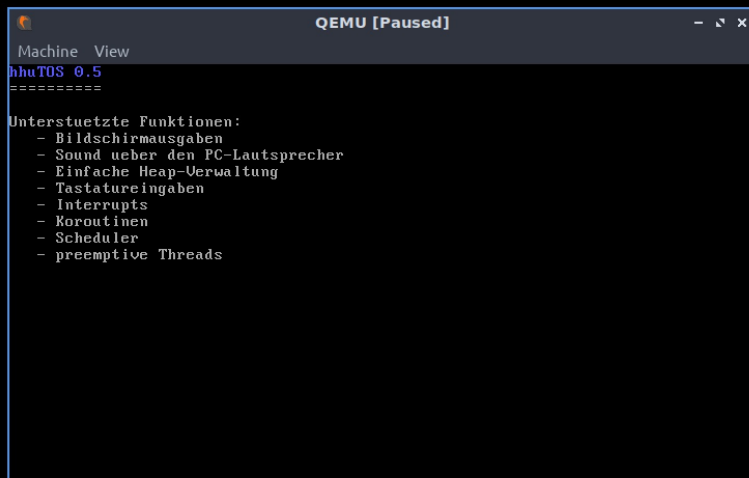 QEMU [Paused]
Machine View
hhuTOS 0.5
==========
Unterstuetzte Funktionen:
- Bildschirmausgaben
- Sound ueber den PC-Lautsprecher
- Einfache Heap-Verwaltung
- Tastatureingaben
- Interrupts
- Koroutinen
- Scheduler
- preemptive Threads